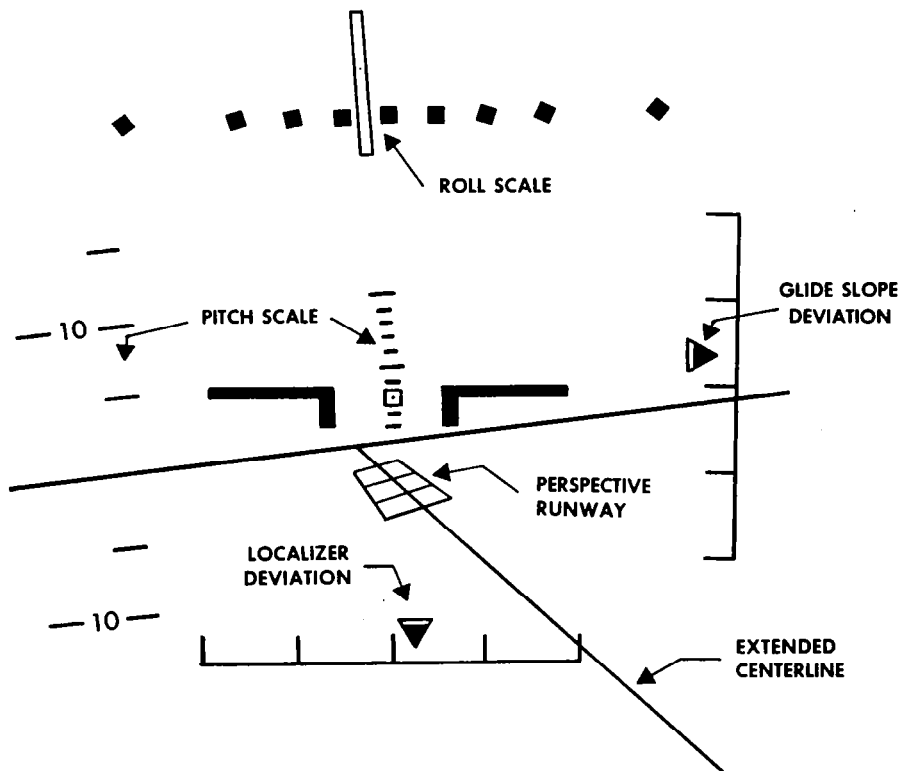 ROLL SCALE
GLIDE SLOPE
DEVIATION
10
PITCH SCALE
PERSPECTIVE
RUNWAY
LOCALIZER
DEVIATION
10
EXTENDED
CENTERLINE